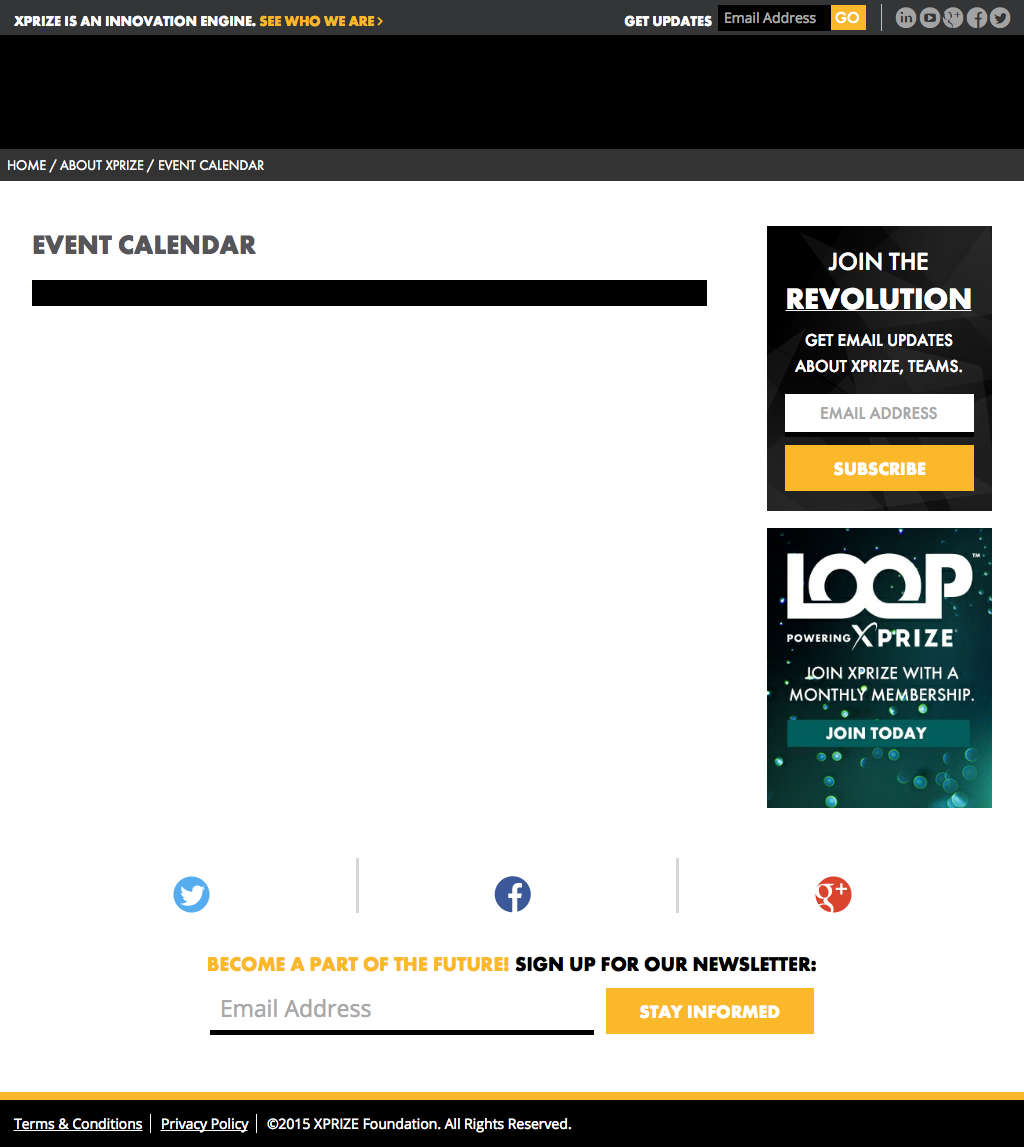 XPRIZE IS AN INNOVATION ENGINE. SEE WHO WE ARE >
GET UPDATES Email Address GO
HOME / ABOUT XPRIZE / EVENT CALENDAR
EVENT CALENDAR
JOIN THE
REVOLUTION
GET EMAIL UPDATES
ABOUT XPRIZE, TEAMS.
EMAIL ADDRESS
SUBSCRIBE
LOOP™
POWERING XPRIZE
JOIN XPRIZE WITH A
MONTHLY MEMBERSHIP.
JOIN TODAY
BECOME A PART OF THE FUTURE! SIGN UP FOR OUR NEWSLETTER:
Email Address STAY INFORMED
Terms & Conditions Privacy Policy ©2015 XPRIZE Foundation. All Rights Reserved.